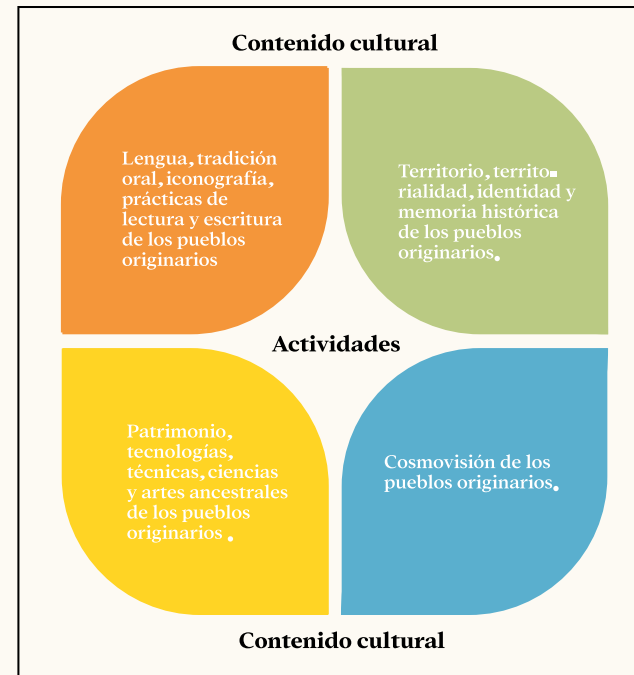 Contenido cultural
Lengua, tradición
oral, iconografía,
prácticas de
lectura y escritura
de los pueblos
originarios
Territorio, territo-
rialidad, identidad y
memoria histórica
de los pueblos
originarios.
Actividades
Patrimonio,
tecnologías,
técnicas, ciencias
y artes ancestrales
de los pueblos
originarios .
Cosmovisión de los
pueblos originarios.
Contenido cultural